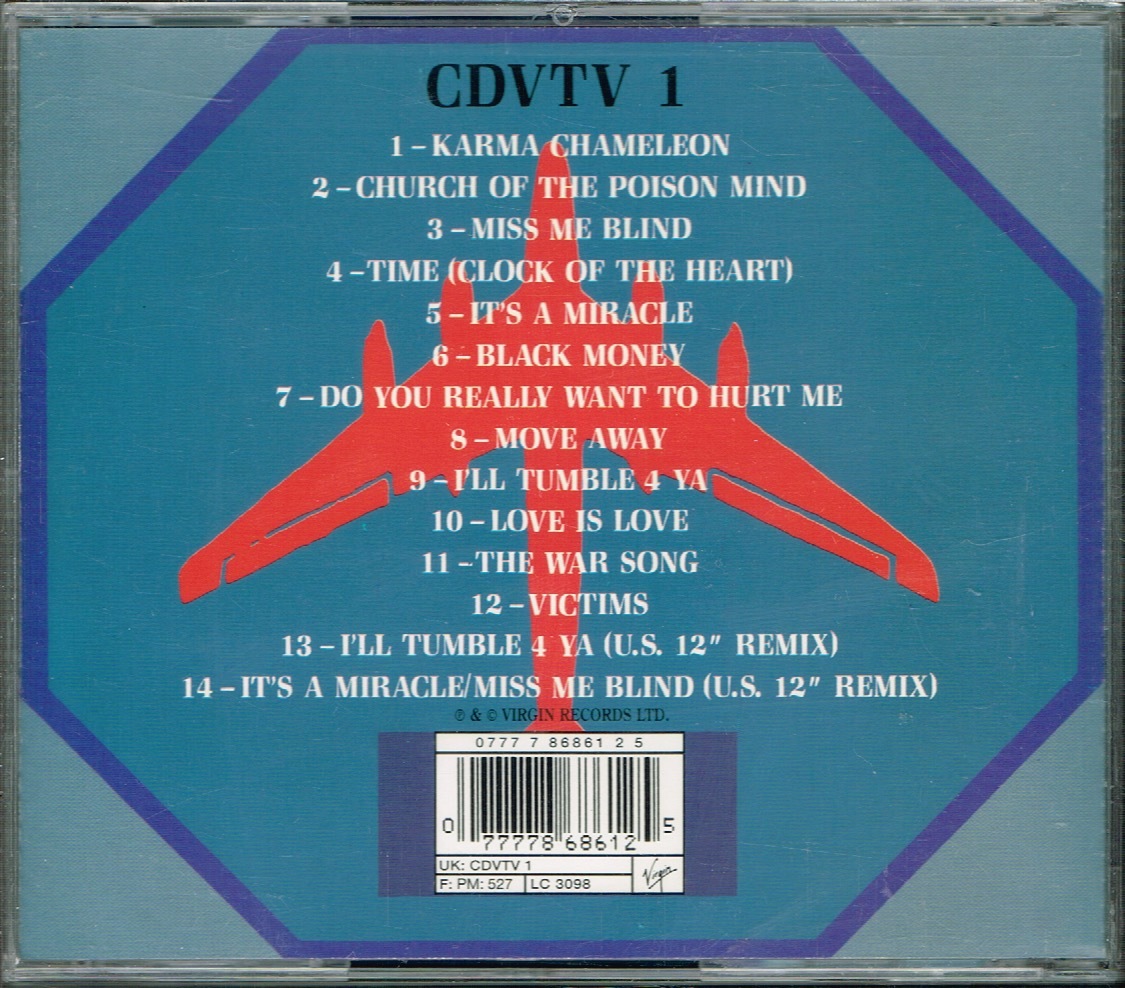 CDVTV 1
1 – KARMA CHAMELEON
2 – CHURCH OF THE POISON MIND
3 – MISS ME BLIND
4 – TIME (CLOCK OF THE HEART)
5 – IT'S A MIRACLE
6 – BLACK MONEY
7 – DO YOU REALLY WANT TO HURT ME
8 – MOVE AWAY
9 – I'LL TUMBLE 4 YA
10 – LOVE IS LOVE
11 – THE WAR SONG
12 – VICTIMS
13 – I'LL TUMBLE 4 YA (U.S. 12″ REMIX)
14 – IT'S A MIRACLE/MISS ME BLIND (U.S. 12″ REMIX)
℗ & © VIRGIN RECORDS LTD.
0777 7 86861 2 5
0 77778 68612 5
UK: CDVTV 1
F: PM: 527 LC 3098
Virgin